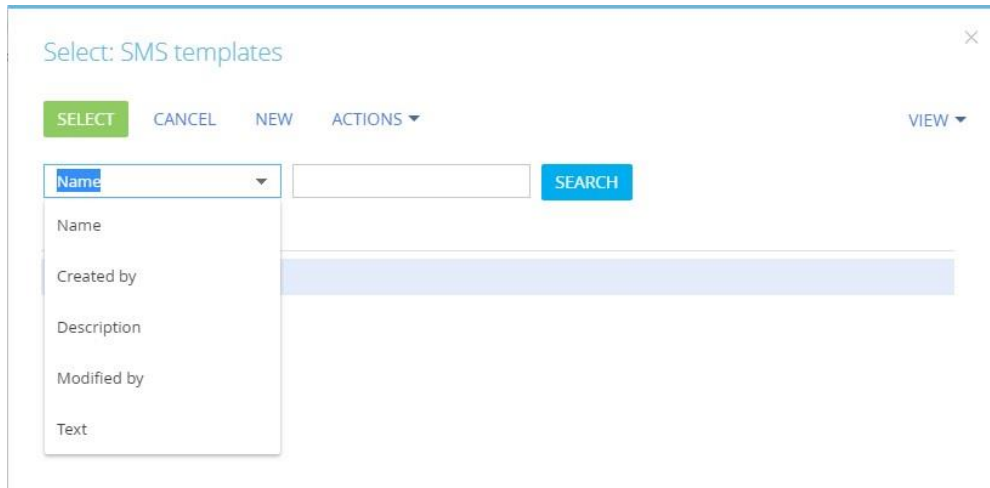 Select: SMS templates
SELECT CANCEL NEW ACTIONS VIEW
Name SEARCH
Name
Created by
Description
Modified by
Text